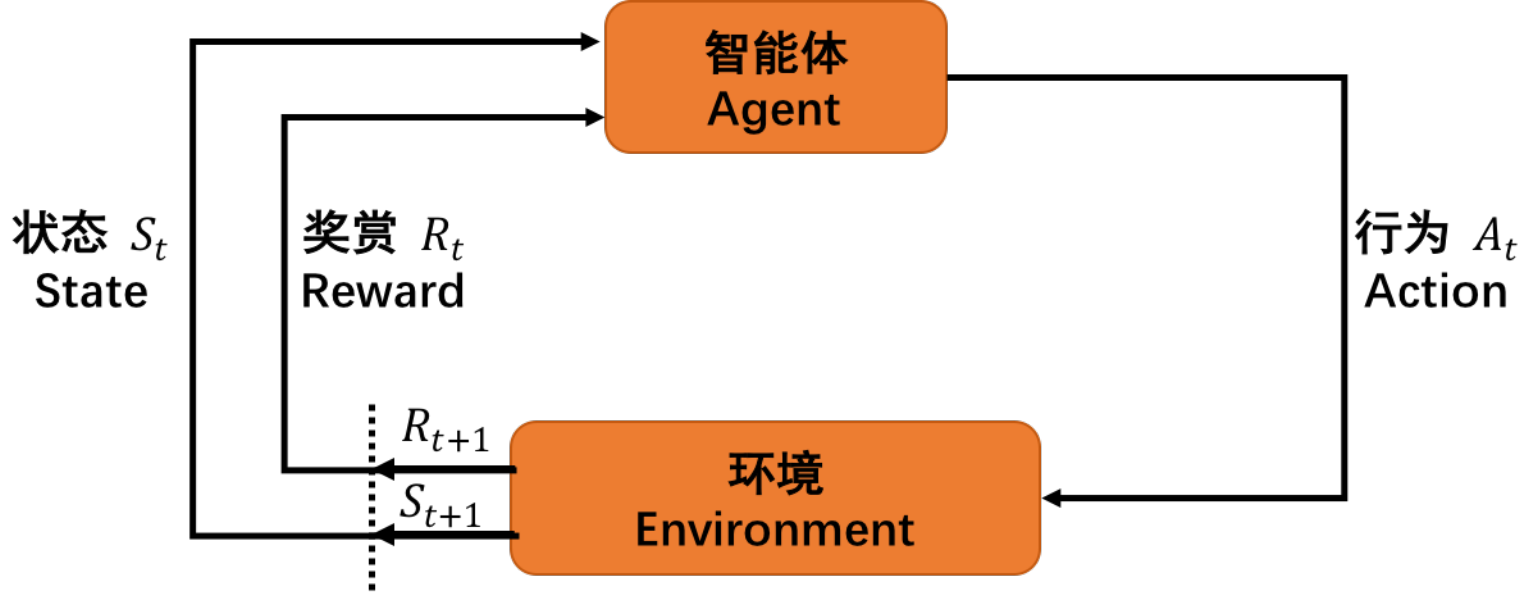 智能体
Agent
状态 S_t
State
奖赏 R_t
Reward
行为 A_t
Action
R_{t+1}
S_{t+1}
环境
Environment